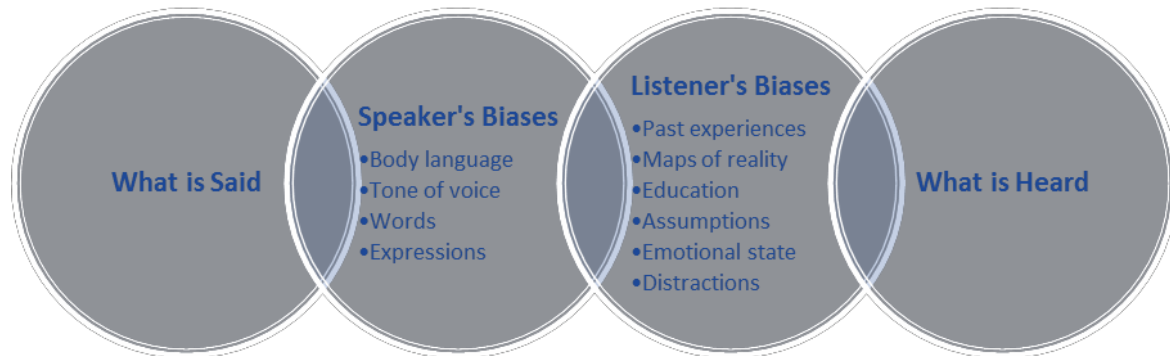 What is Said
Speaker's Biases
•Body language
•Tone of voice
•Words
•Expressions
Listener's Biases
•Past experiences
•Maps of reality
•Education
•Assumptions
•Emotional state
•Distractions
What is Heard